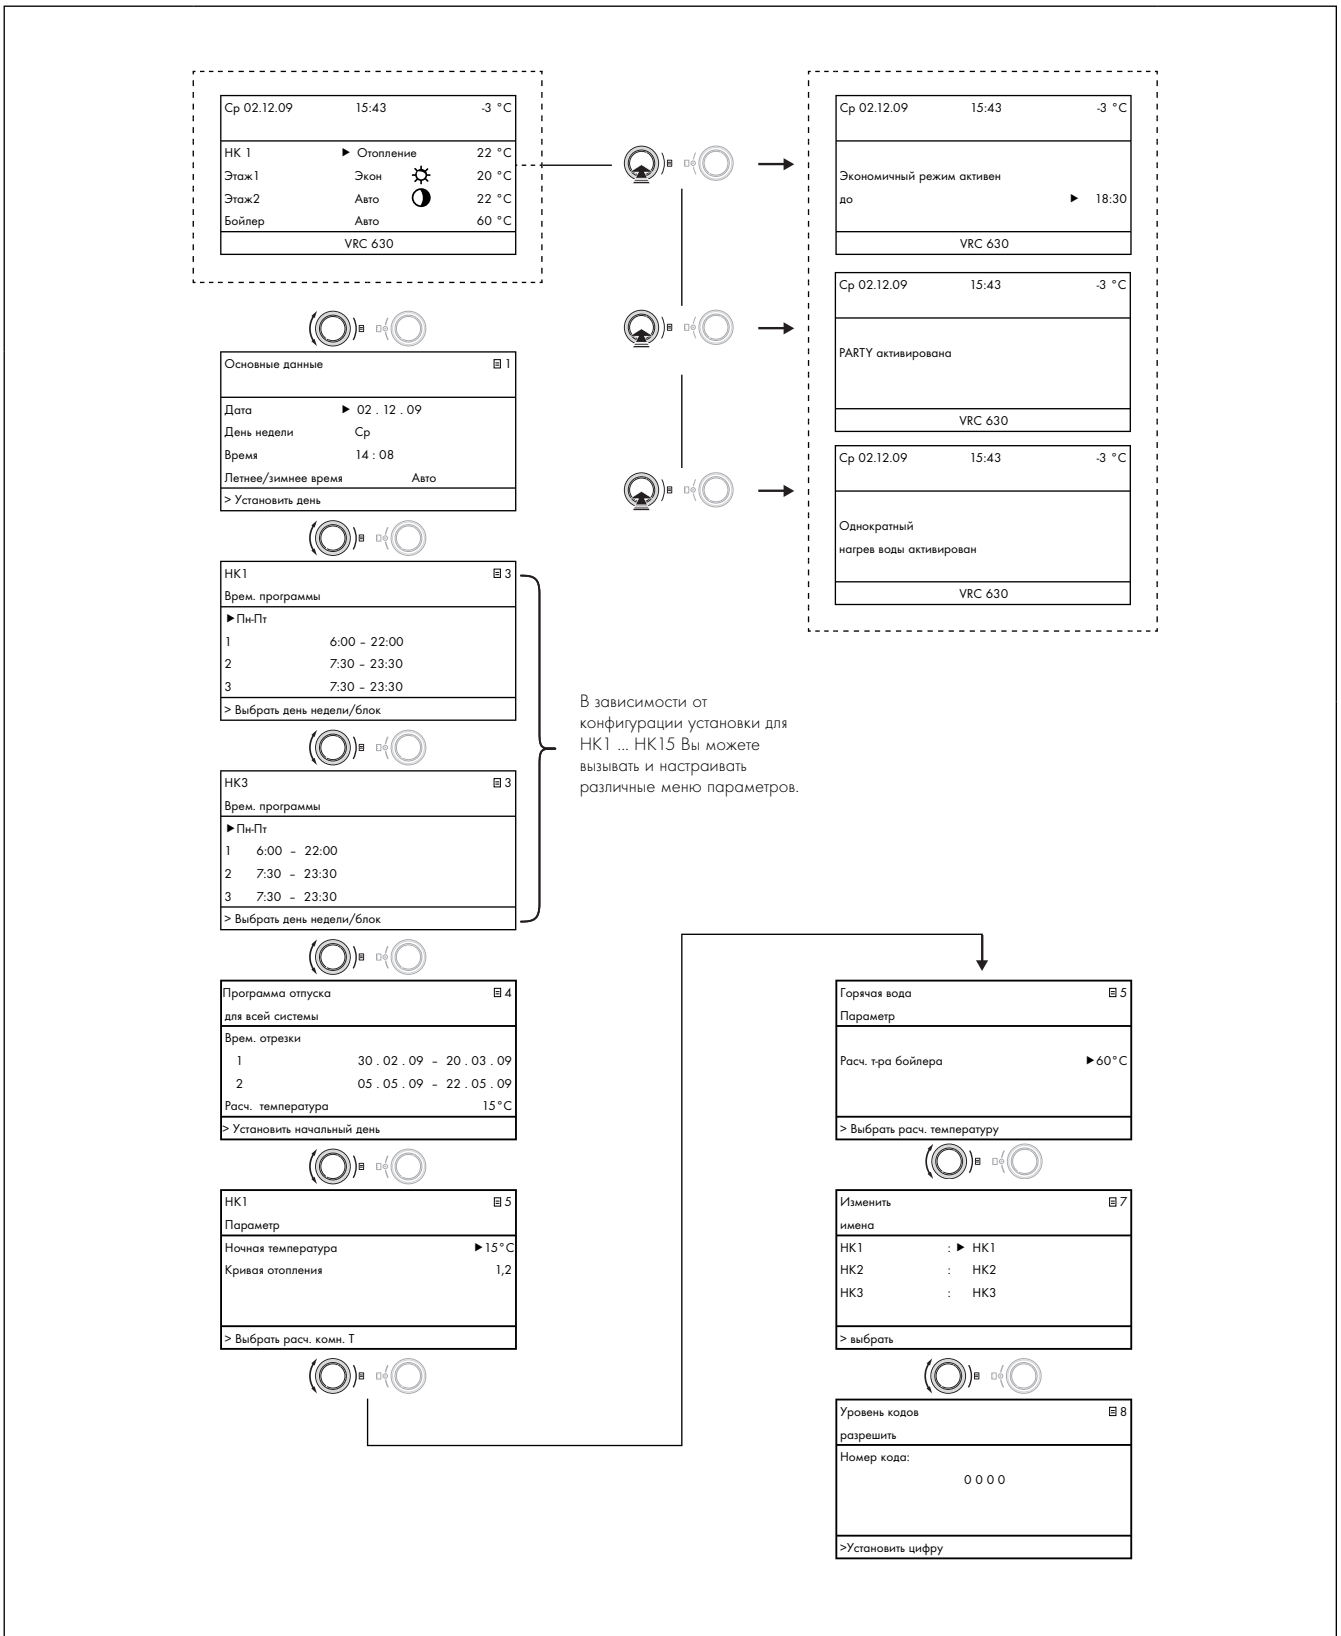 Ср 02.12.09 15:43 -3 °C
НК 1 ► Отопление 22 °C
Этаж1 Экон 20 °C
Этаж2 Авто 22 °C
Бойлер Авто 60 °C
VRC 630
Ср 02.12.09 15:43 -3 °C
Экономичный режим активен
до ► 18:30
VRC 630
Ср 02.12.09 15:43 -3 °C
PARTY активирована
VRC 630
Ср 02.12.09 15:43 -3 °C
Однократный
нагрев воды активирован
VRC 630
Основные данные 1
Дата ► 02 . 12 . 09
День недели Ср
Время 14 : 08
Летнее/зимнее время Авто
> Установить день
НК1 3
Врем. программы
►Пн-Пт
1 6:00 – 22:00
2 7:30 – 23:30
3 7:30 – 23:30
> Выбрать день недели/блок
НК3 3
Врем. программы
►Пн-Пт
1 6:00 – 22:00
2 7:30 – 23:30
3 7:30 – 23:30
> Выбрать день недели/блок
В зависимости от
конфигурации установки для
НК1 ... НК15 Вы можете
вызывать и настраивать
различные меню параметров.
Программа отпуска 4
для всей системы
Врем. отрезки
1 30 . 02 . 09 – 20 . 03 . 09
2 05 . 05 . 09 – 22 . 05 . 09
Расч. температура 15°C
> Установить начальный день
НК1 5
Параметр
Ночная температура ►15°C
Кривая отопления 1,2
> Выбрать расч. комн. Т
Горячая вода 5
Параметр
Расч. т-ра бойлера ►60°C
> Выбрать расч. температуру
Изменить 7
имена
НК1 : ► НК1
НК2 : НК2
НК3 : НК3
> выбрать
Уровень кодов 8
разрешить
Номер кода:
0 0 0 0
>Установить цифру